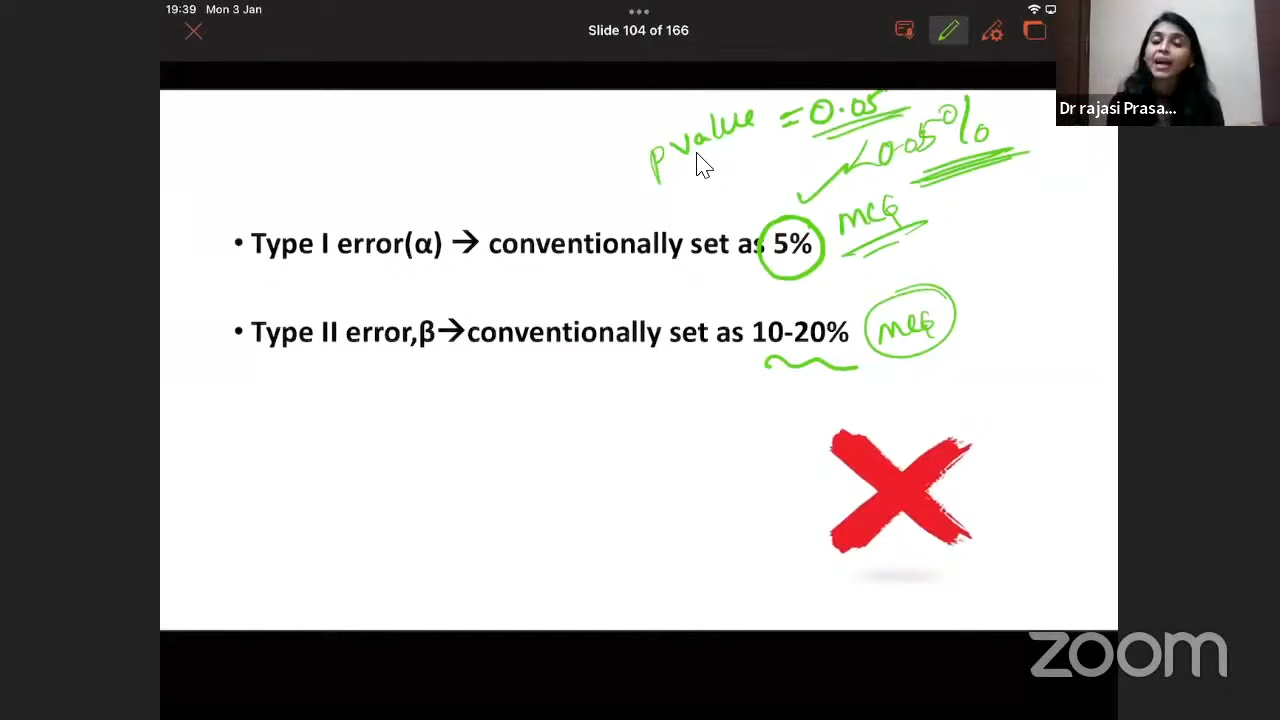 19:39 Mon 3 Jan
Slide 104 of 166
Dr rajasi Prasa...
p value = 0.05
<0.05 %
• Type I error(α) → conventionally set as 5%
MCQ
• Type II error,β→conventionally set as 10-20%
MCQ
zoom